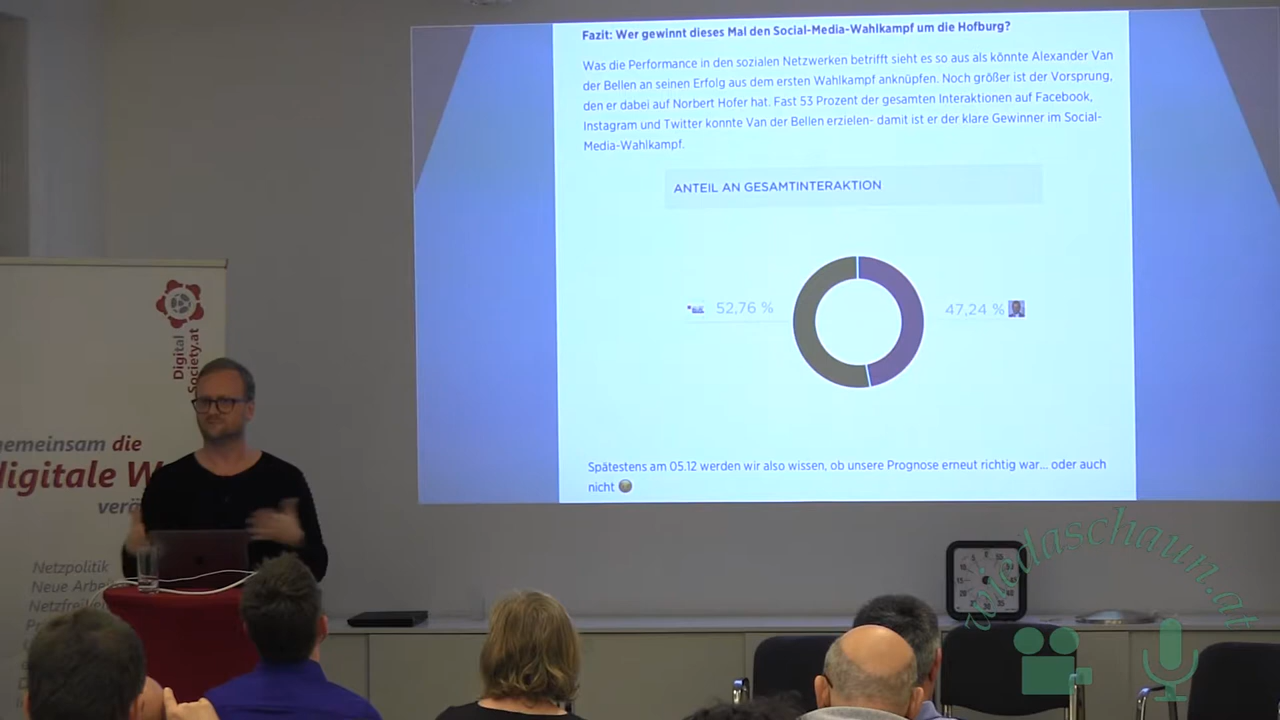 Fazit: Wer gewinnt dieses Mal den Social-Media-Wahlkampf um die Hofburg?
Was die Performance in den sozialen Netzwerken betrifft sieht es so aus als könnte Alexander Van
der Bellen an seinen Erfolg aus dem ersten Wahlkampf anknüpfen. Noch größer ist der Vorsprung,
den er dabei auf Norbert Hofer hat. Fast 53 Prozent der gesamten Interaktionen auf Facebook,
Instagram und Twitter konnte Van der Bellen erzielen- damit ist er der klare Gewinner im Social-
Media-Wahlkampf.
ANTEIL AN GESAMTINTERAKTION
52,76 %
47,24 %
Spätestens am 05.12 werden wir also wissen, ob unsere Prognose erneut richtig war... oder auch
nicht
Digital
Society.at
gemeinsam die
digitale W
verä
Netzpolitik
Neue Arbei
Netzfreihei
wiedaschaun.at